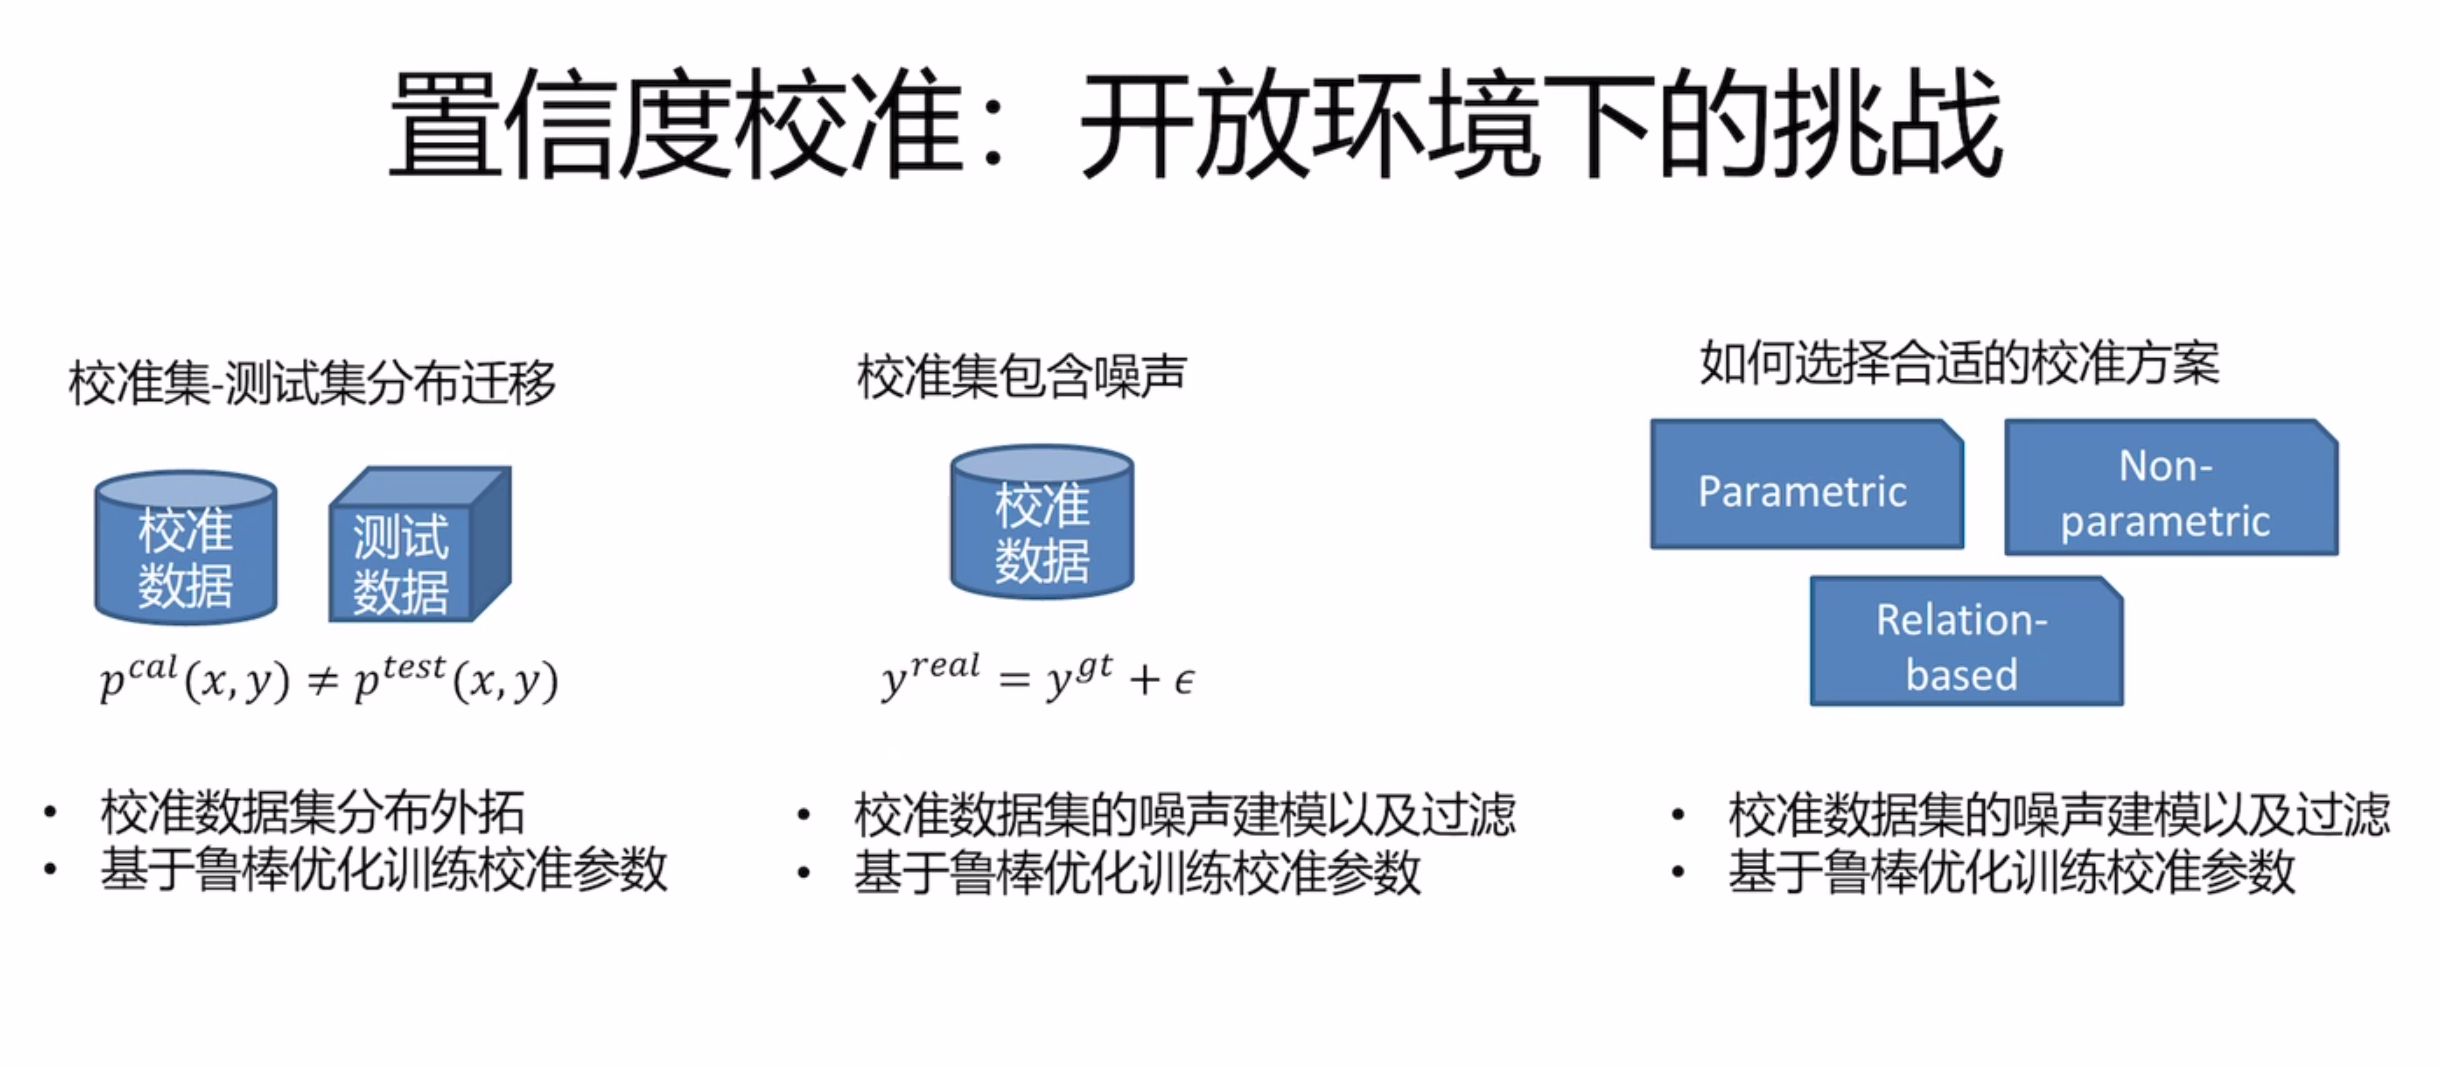 置信度校准：开放环境下的挑战
校准集-测试集分布迁移
校准
数据
测试
数据
p^{cal}(x,y) ≠ p^{test}(x,y)
• 校准数据集分布外拓
• 基于鲁棒优化训练校准参数
校准集包含噪声
校准
数据
y^{real} = y^{gt} + ϵ
• 校准数据集的噪声建模以及过滤
• 基于鲁棒优化训练校准参数
如何选择合适的校准方案
Parametric
Non-
parametric
Relation-
based
• 校准数据集的噪声建模以及过滤
• 基于鲁棒优化训练校准参数